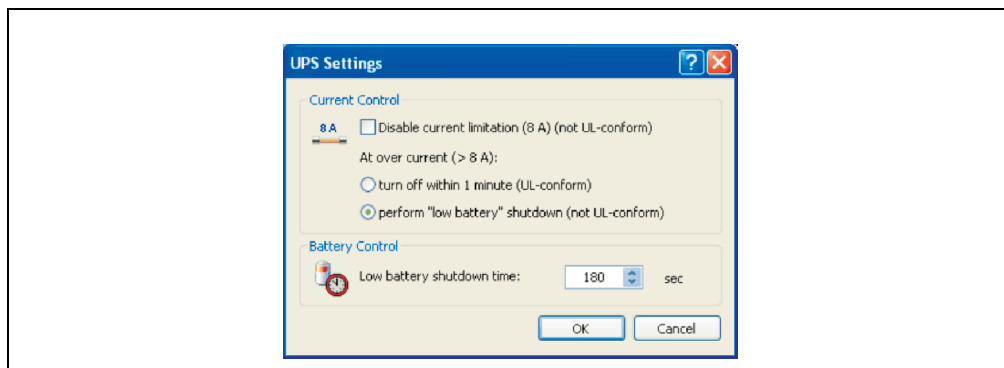 UPS Settings
Current Control
8 A
Disable current limitation (8 A) (not UL-conform)
At over current (> 8 A):
turn off within 1 minute (UL-conform)
perform "low battery" shutdown (not UL-conform)
Battery Control
Low battery shutdown time: 180 sec
OK Cancel